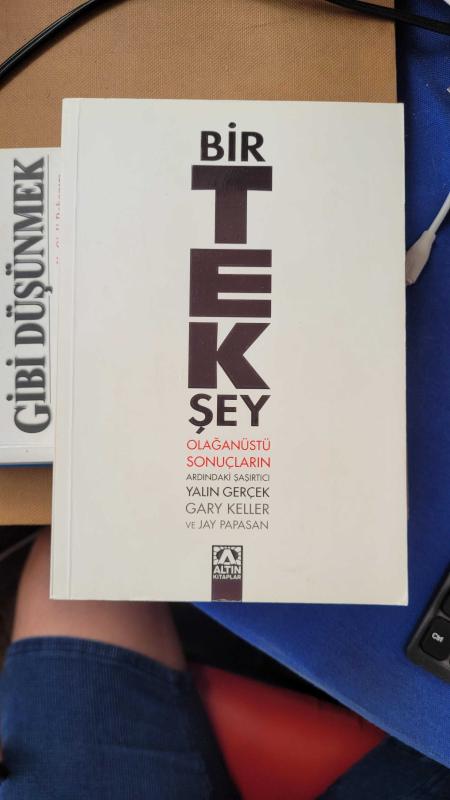 BİR
TEK
ŞEY
OLAĞANÜSTÜ
SONUÇLARIN
ARDINDAKİ ŞAŞIRTICI
YALIN GERÇEK
GARY KELLER
VE JAY PAPASAN
ALTIN
KİTAPLAR
GİBİ DÜŞÜNMEK
Ctrl